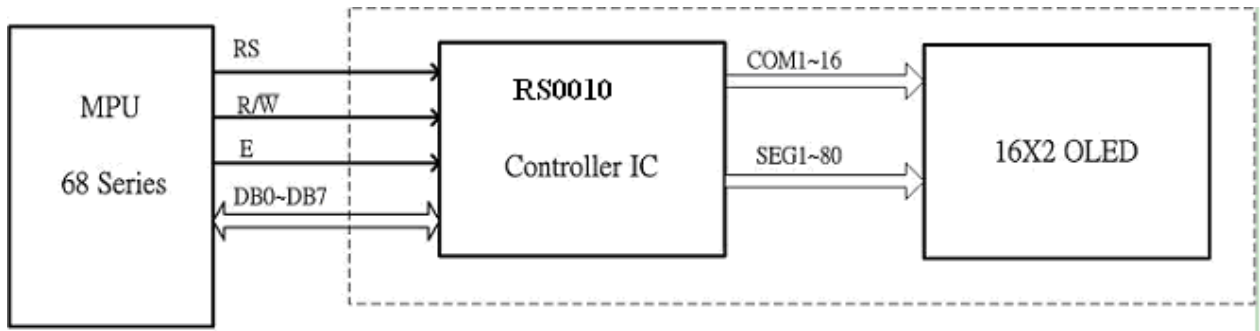 MPU
68 Series
RS
R/W̅
E
DB0~DB7
RS0010
Controller IC
COM1~16
SEG1~80
16X2 OLED